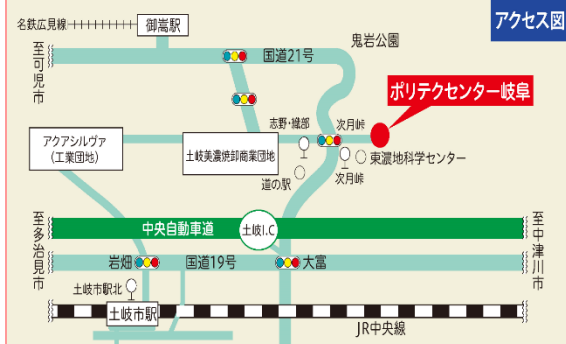 アクセス図
名鉄広見線
御嵩駅
至可児市
国道21号
鬼岩公園
ポリテクセンター岐阜
志野・織部
次月峠
アクアシルヴァ
(工業団地)
土岐美濃焼卸商業団地
道の駅
次月峠
東濃地科学センター
至多治見市
中央自動車道
土岐I.C
至中津川市
岩畑
国道19号
大富
土岐市駅北
土岐市駅
JR中央線